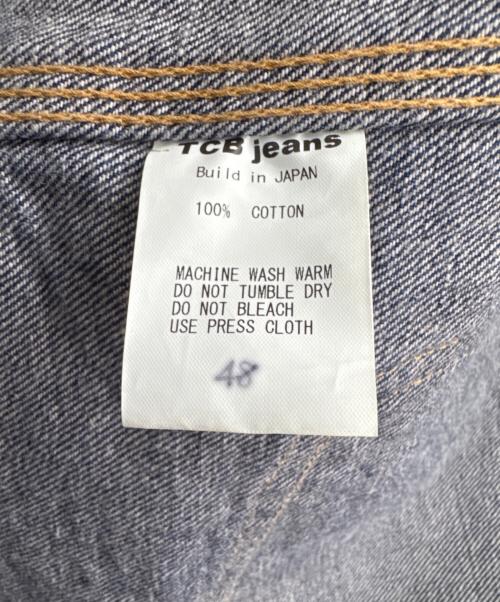 TCB jeans
Build in JAPAN
100% COTTON
MACHINE WASH WARM
DO NOT TUMBLE DRY
DO NOT BLEACH
USE PRESS CLOTH
48